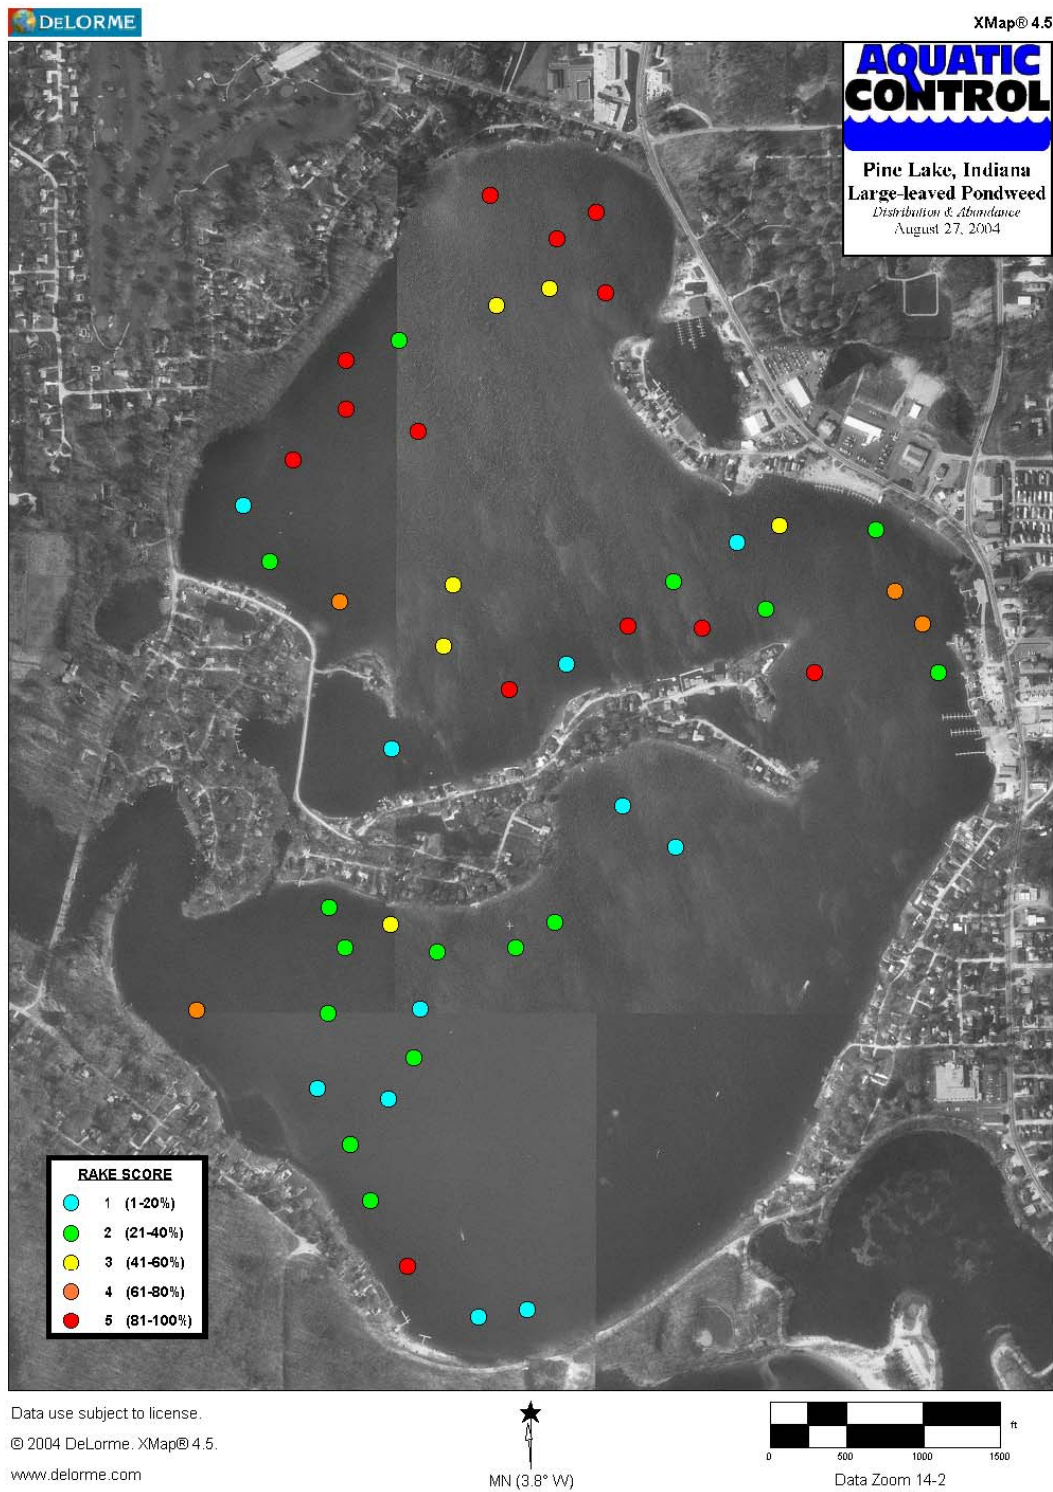 DELORME
XMap® 4.5
AQUATIC
CONTROL
Pine Lake, Indiana
Large-leaved Pondweed
Distribution & Abundance
August 27, 2004
RAKE SCORE
1 (1-20%)
2 (21-40%)
3 (41-60%)
4 (61-80%)
5 (81-100%)
Data use subject to license.
© 2004 DeLorme. XMap® 4.5.
www.delorme.com
MN (3.8° W)
ft
0 500 1000 1500
Data Zoom 14-2